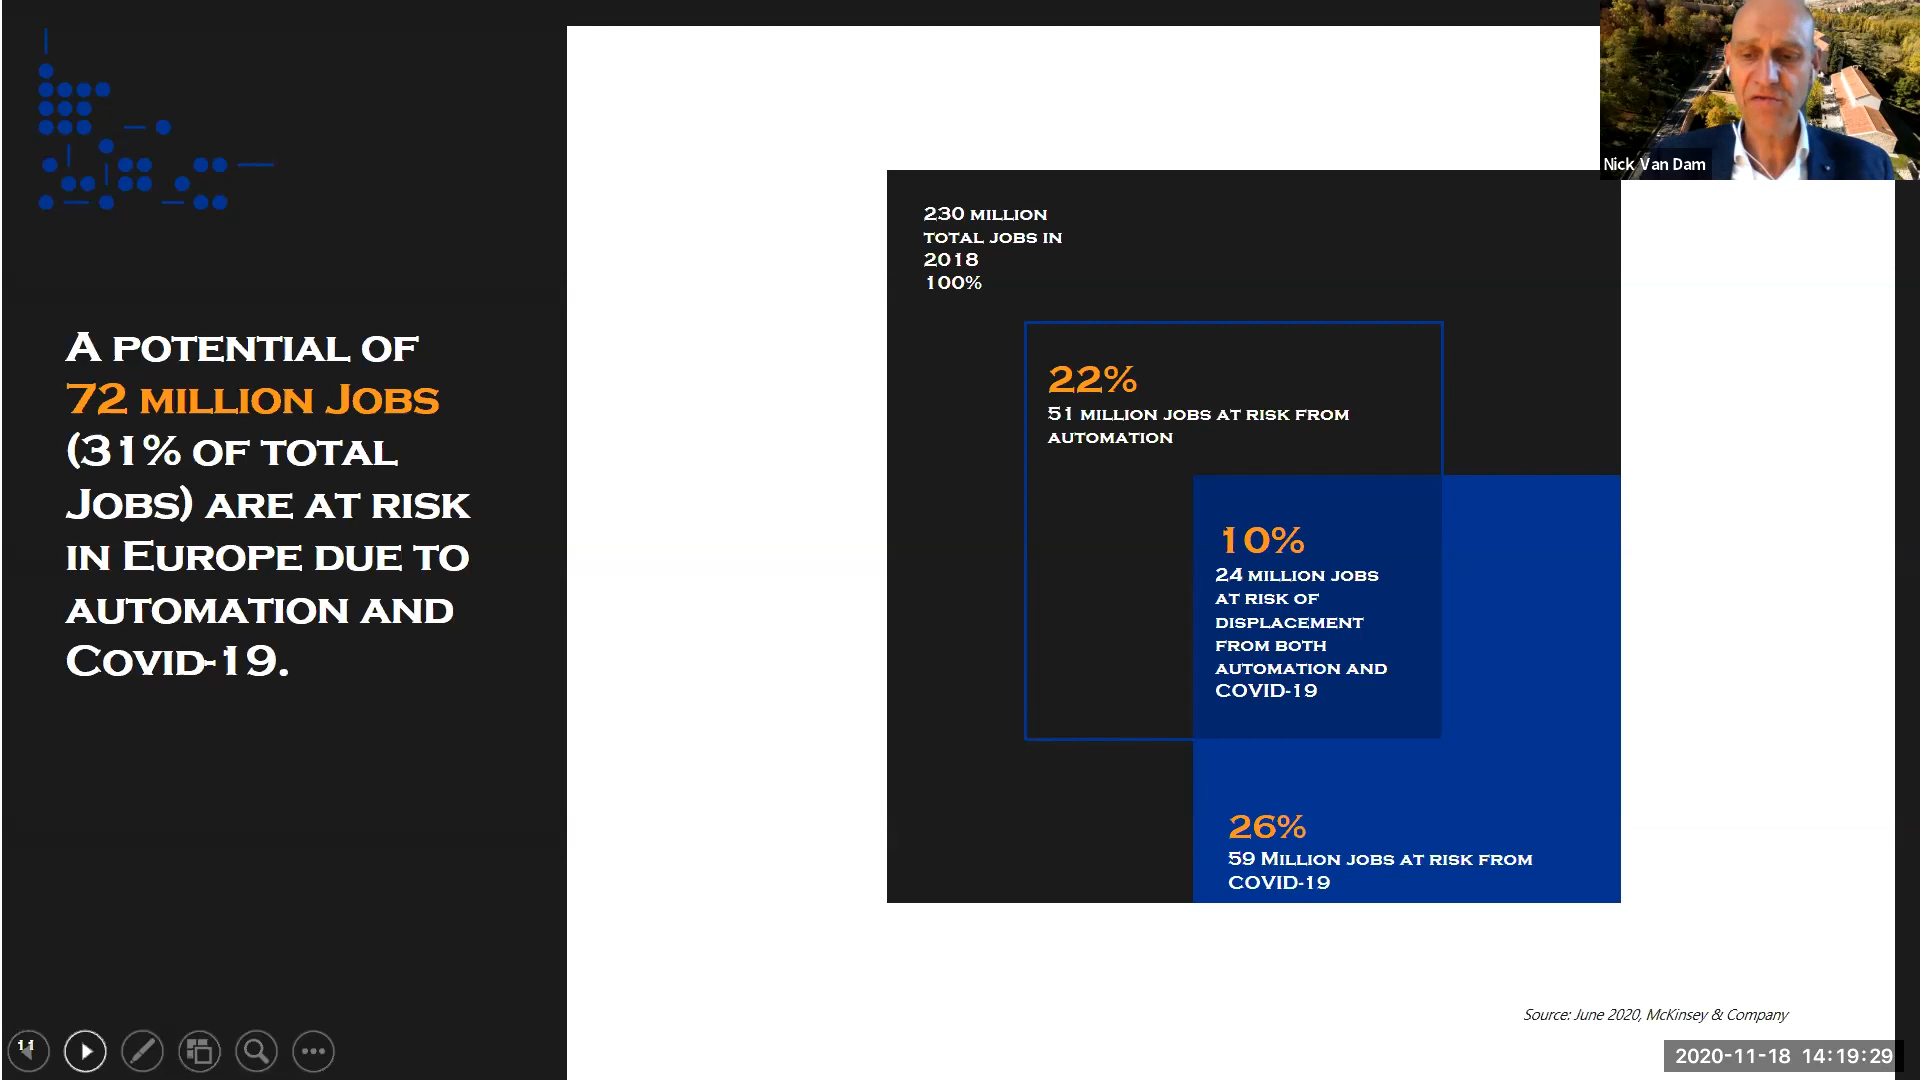 A POTENTIAL OF
72 MILLION JOBS
(31% OF TOTAL
JOBS) ARE AT RISK
IN EUROPE DUE TO
AUTOMATION AND
COVID-19.
230 MILLION
TOTAL JOBS IN
2018
100%
22%
51 MILLION JOBS AT RISK FROM
AUTOMATION
10%
24 MILLION JOBS
AT RISK OF
DISPLACEMENT
FROM BOTH
AUTOMATION AND
COVID-19
26%
59 MILLION JOBS AT RISK FROM
COVID-19
Nick Van Dam
Source: June 2020, McKinsey & Company
11
2020-11-18 14:19:29